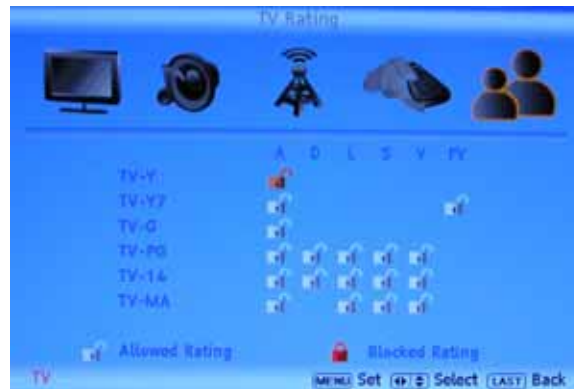 TV Rating
A D L S V FV
TV-Y
TV-Y7
TV-G
TV-PG
TV-14
TV-MA
Allowed Rating Blocked Rating
TV MENU Set Select LAST Back